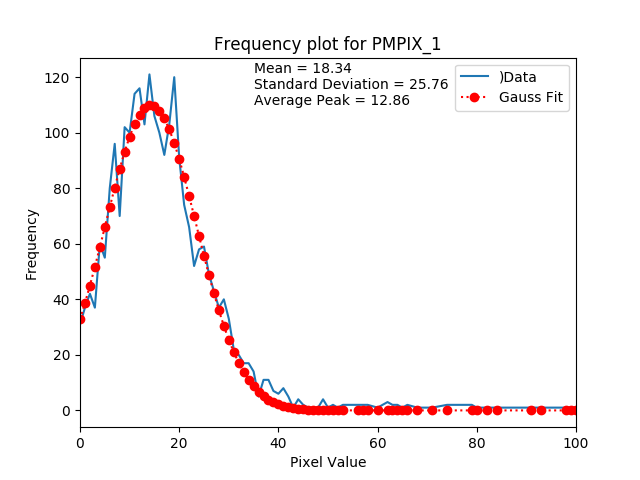 Frequency plot for PMPIX_1
Mean = 18.34
Standard Deviation = 25.76
Average Peak = 12.86
)Data
Gauss Fit
Frequency
120
100
80
60
40
20
0
0 20 40 60 80 100
Pixel Value